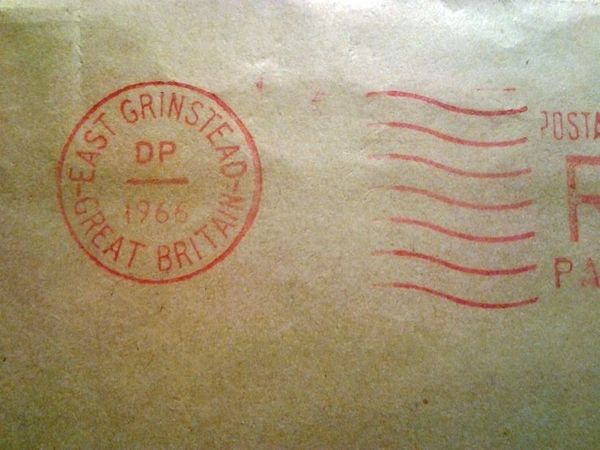 EAST GRINSTEAD
DP
1966
GREAT BRITAIN
POSTA
R
PA